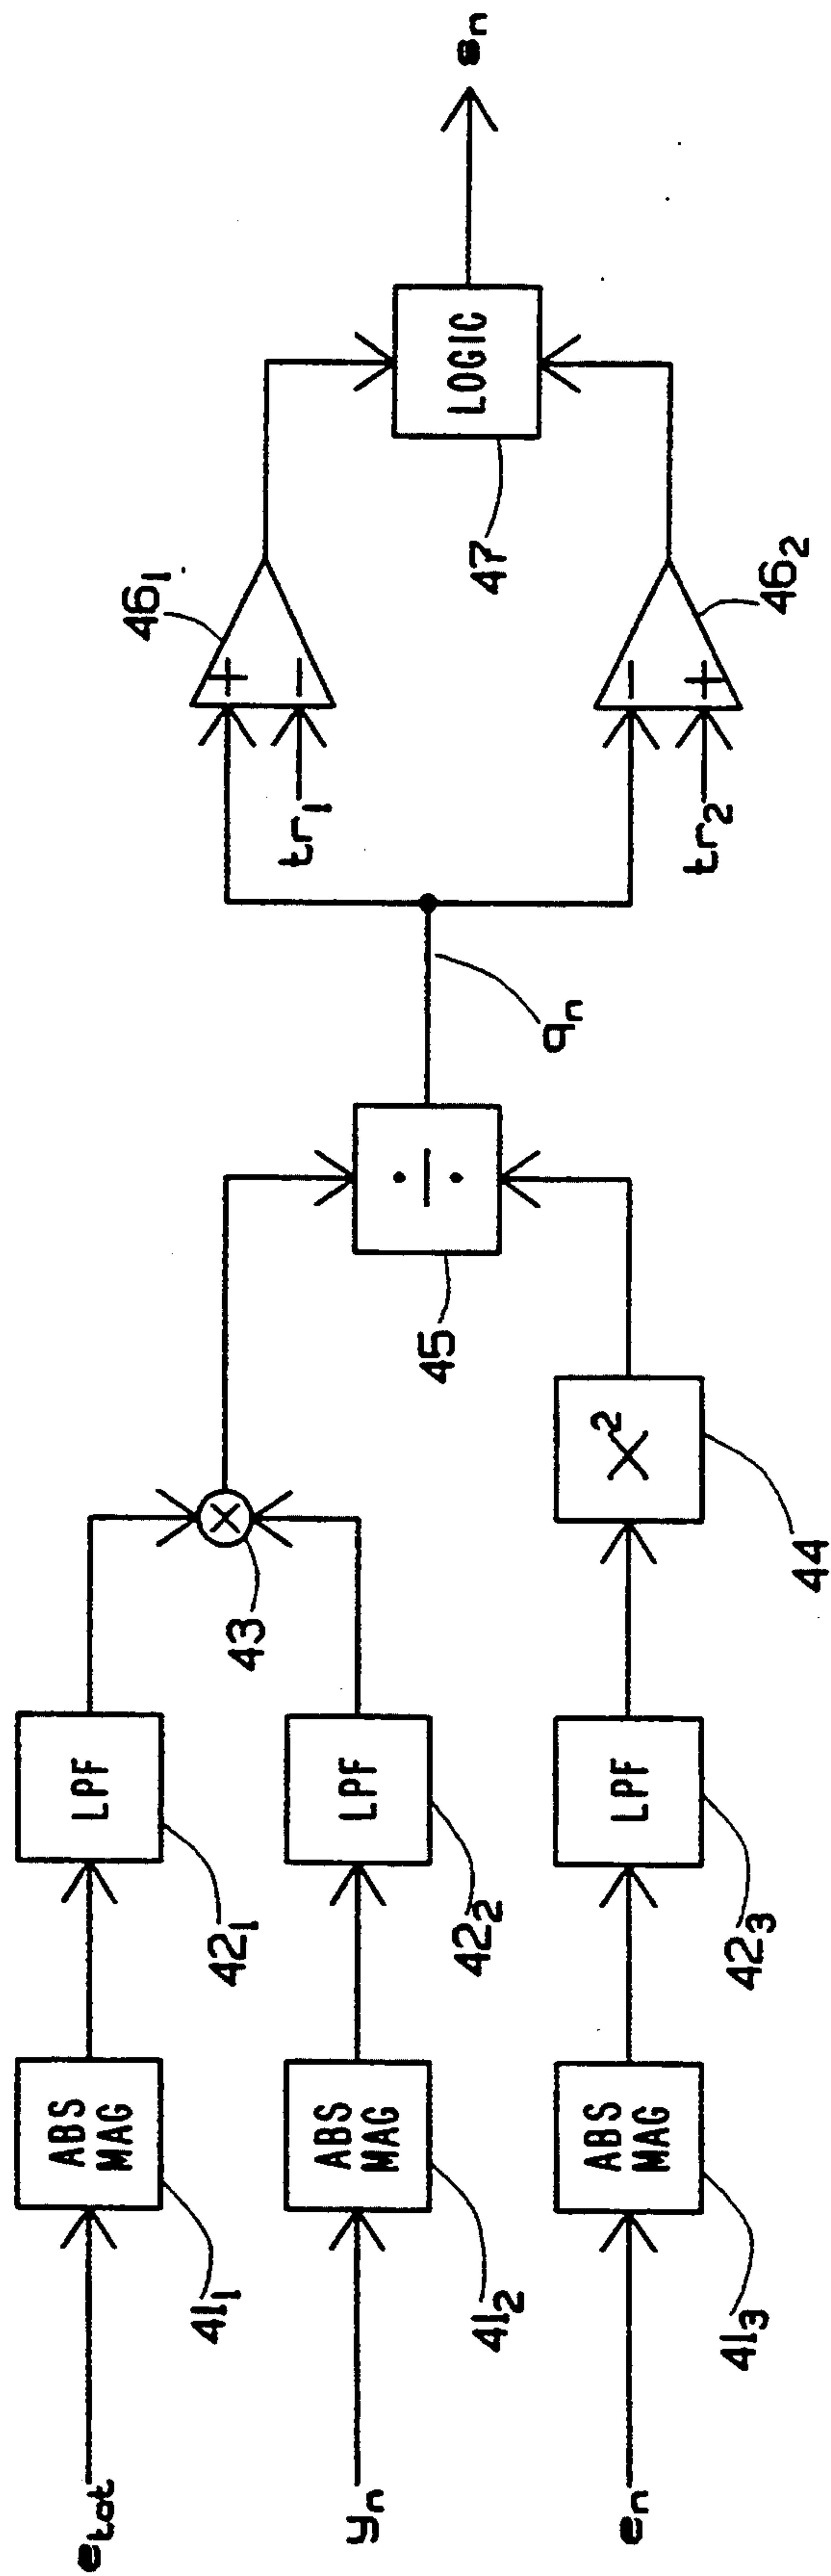 e_tot
ABS
MAG
41_1
LPF
42_1
y_n
ABS
MAG
41_2
LPF
42_2
e_n
ABS
MAG
41_3
LPF
42_3
×
43
X^2
44
÷
45
q_n
tr_1
+
−
46_1
tr_2
−
+
46_2
LOGIC
47
s_n